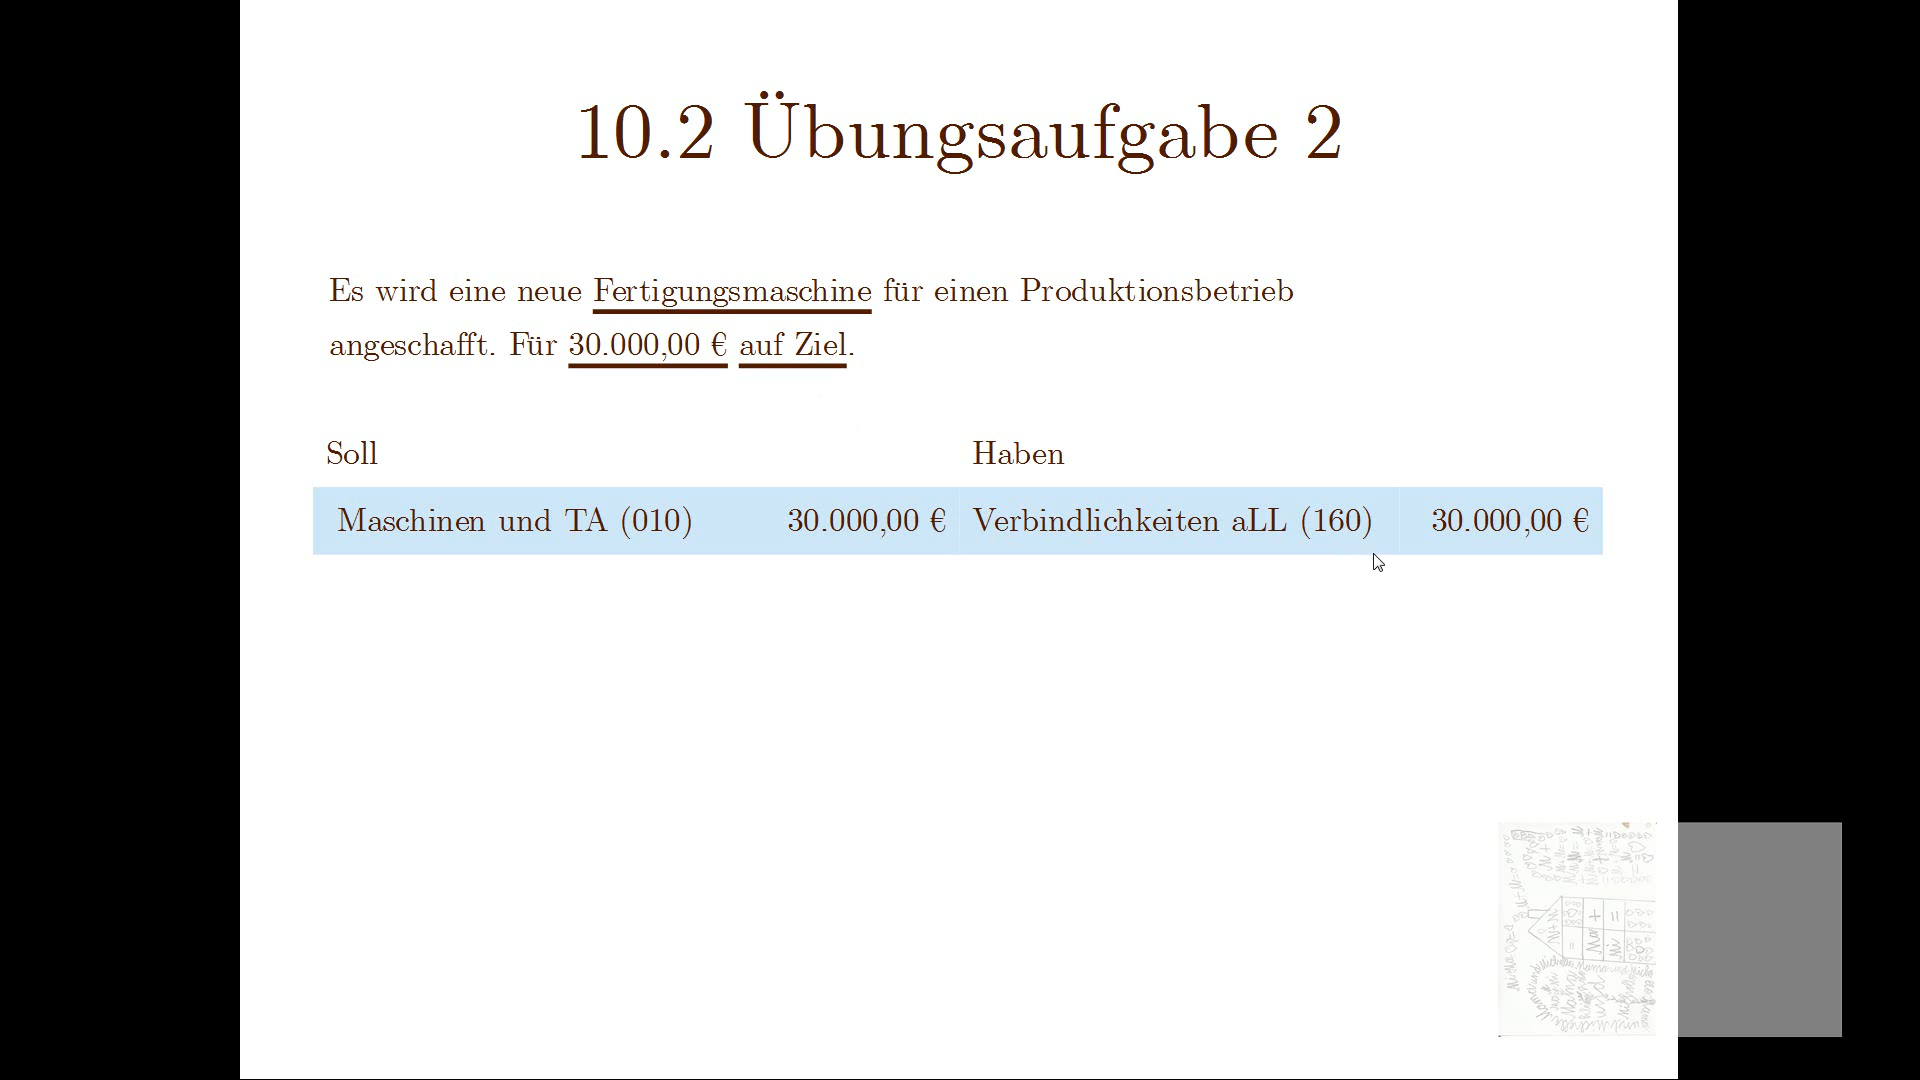 10.2 Übungsaufgabe 2
Es wird eine neue Fertigungsmaschine für einen Produktionsbetrieb
angeschafft. Für 30.000,00 € auf Ziel.
Soll Haben
Maschinen und TA (010) 30.000,00 € Verbindlichkeiten aLL (160) 30.000,00 €